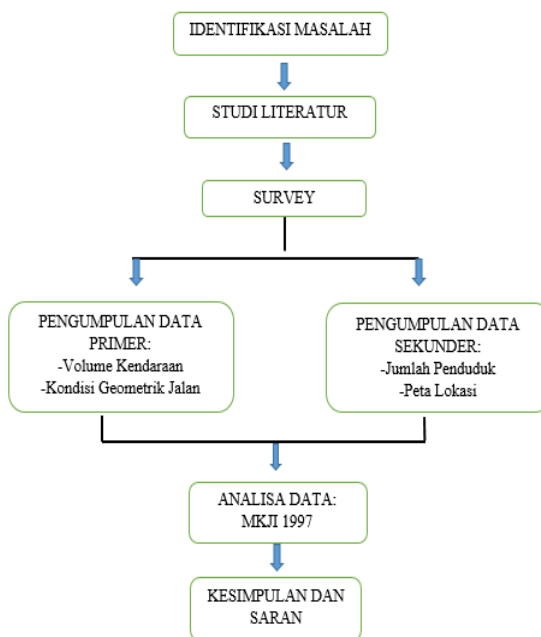 IDENTIFIKASI MASALAH
STUDI LITERATUR
SURVEY
PENGUMPULAN DATA
PRIMER:
-Volume Kendaraan
-Kondisi Geometrik Jalan
PENGUMPULAN DATA
SEKUNDER:
-Jumlah Penduduk
-Peta Lokasi
ANALISA DATA:
MKJI 1997
KESIMPULAN DAN
SARAN